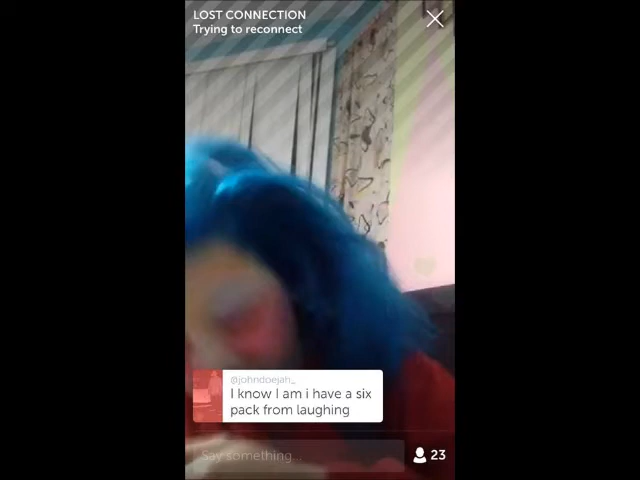 LOST CONNECTION
Trying to reconnect
@johndoejah_
I know I am i have a six
pack from laughing
Say something...
23